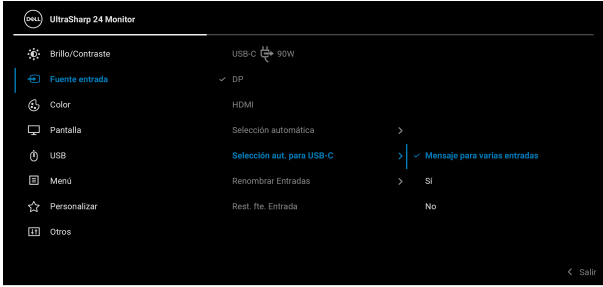 DELL UltraSharp 24 Monitor
Brillo/Contraste USB-C 90W
Fuente entrada DP
Color HDMI
Pantalla Selección automática
USB Selección aut. para USB-C Mensaje para varias entradas
Menú Renombrar Entradas Sí
Personalizar Rest. fte. Entrada No
Otros
Salir